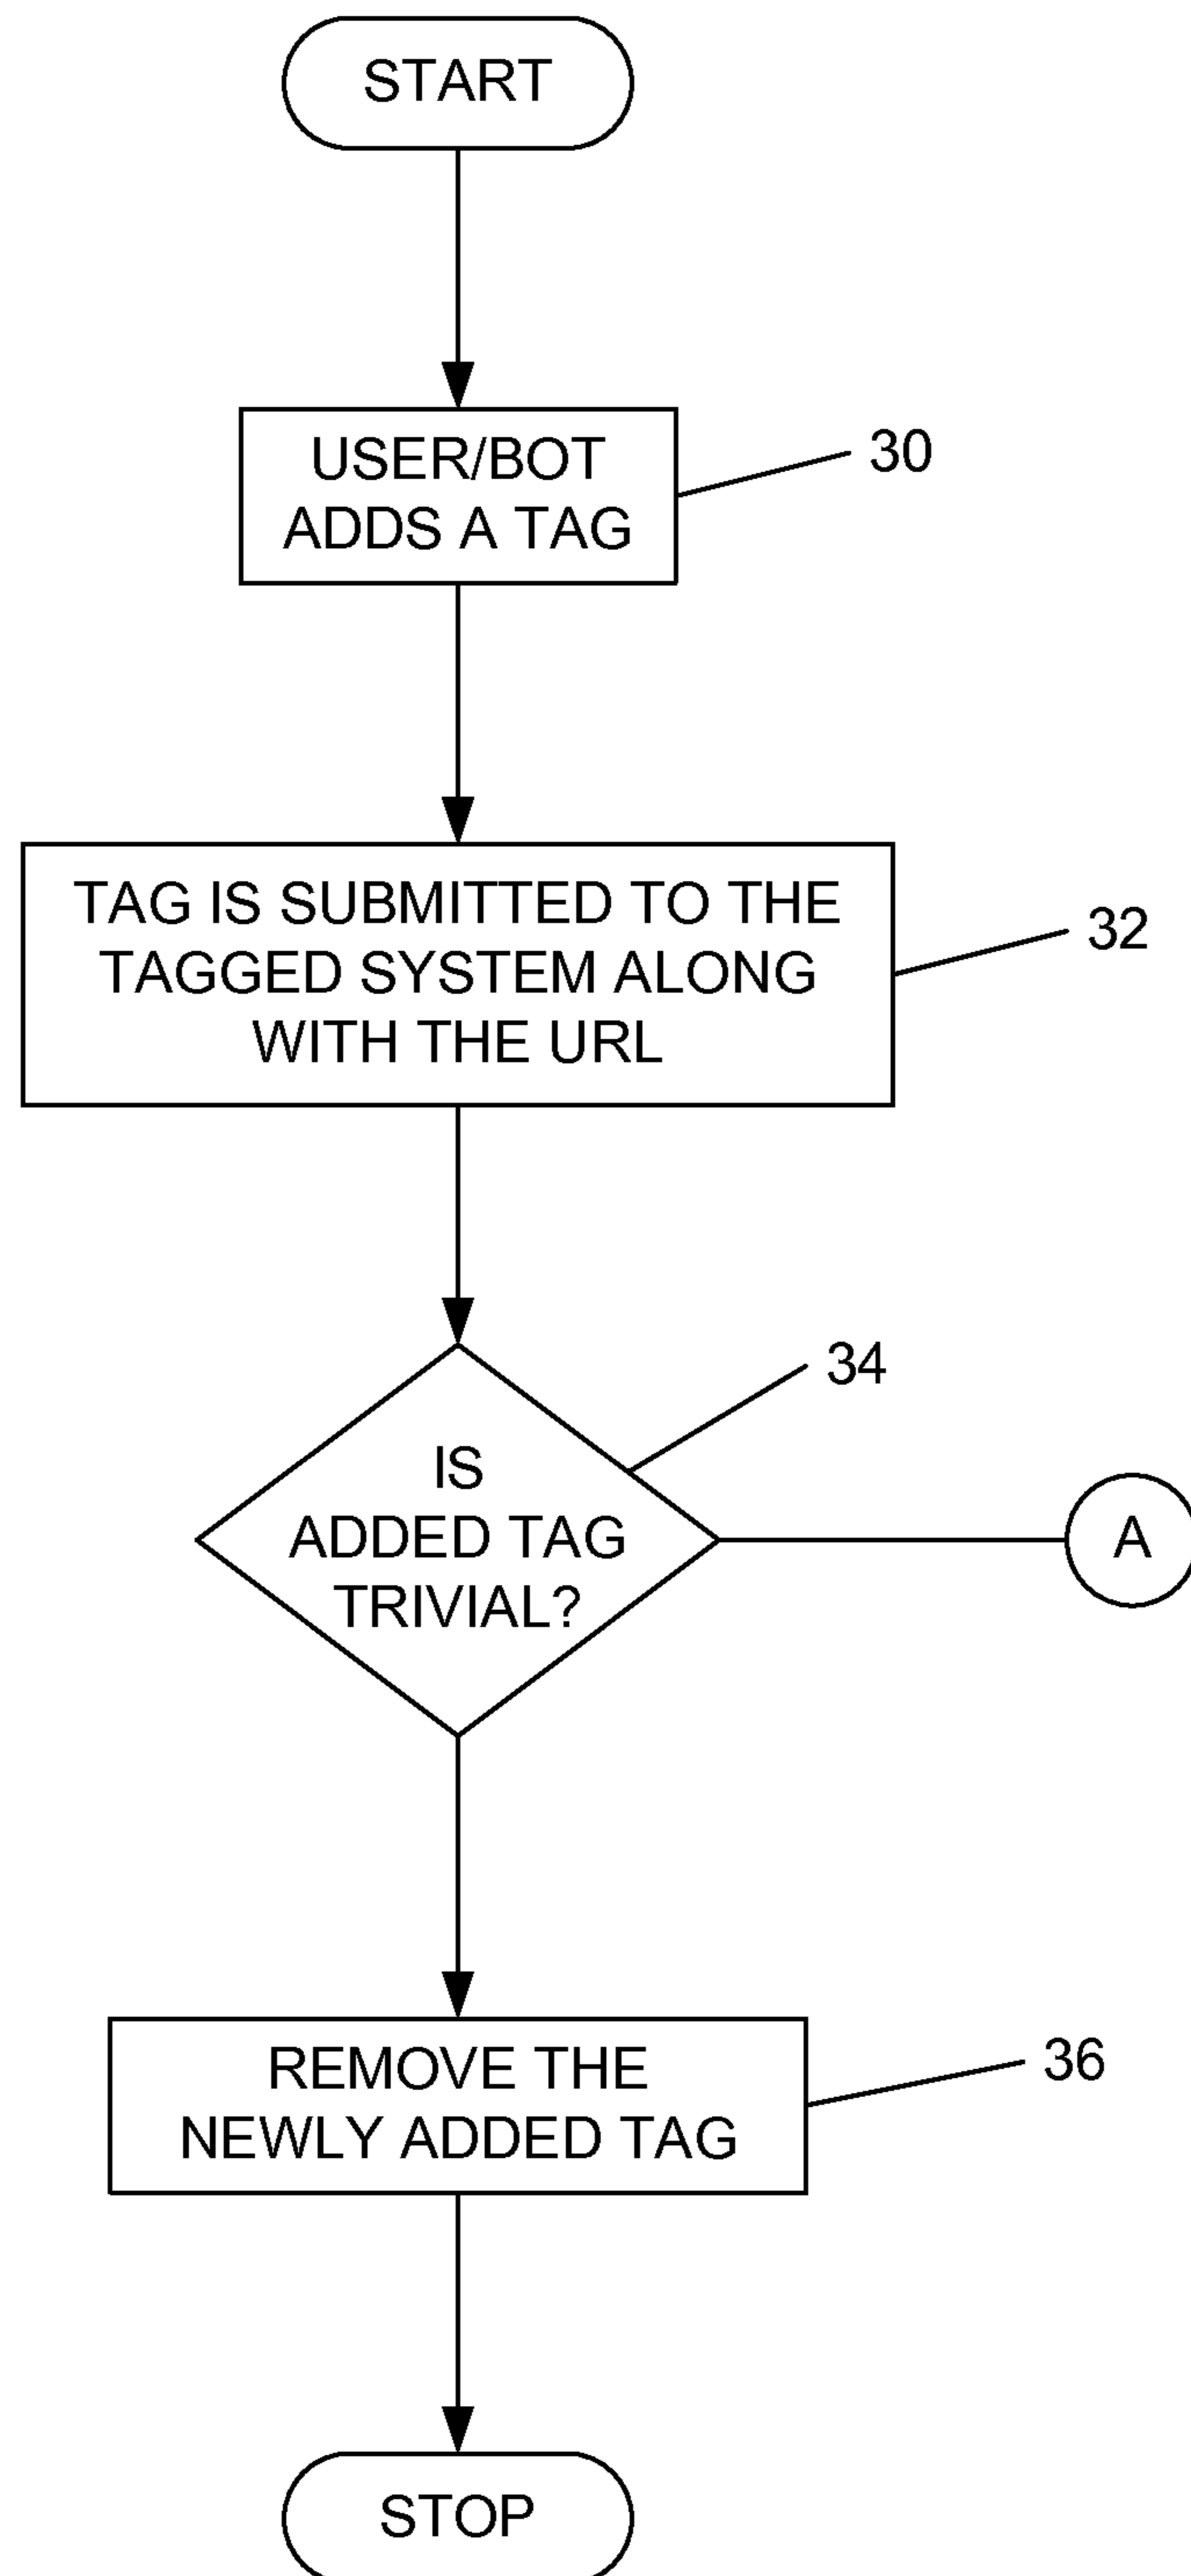 START
USER/BOT
ADDS A TAG
30
TAG IS SUBMITTED TO THE
TAGGED SYSTEM ALONG
WITH THE URL
32
34
IS
ADDED TAG
TRIVIAL?
A
REMOVE THE
NEWLY ADDED TAG
36
STOP